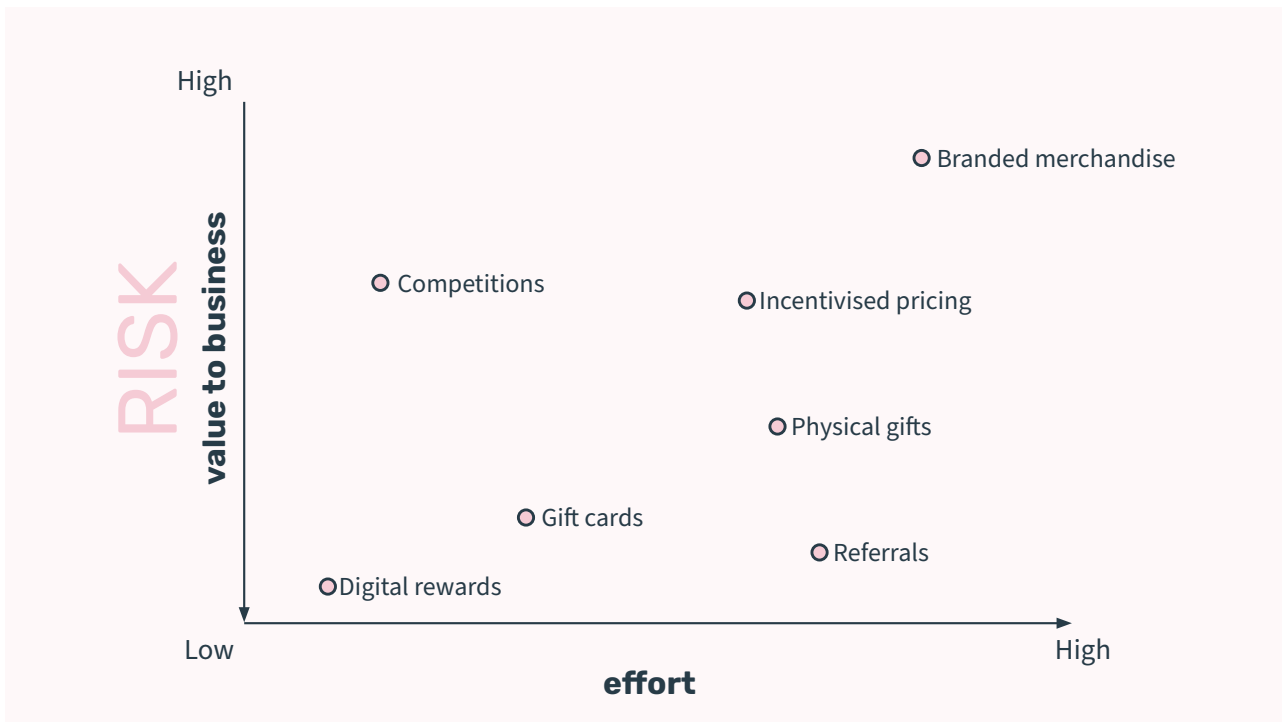 High
Branded merchandise
Competitions
Incentivised pricing
RISK
value to business
Physical gifts
Gift cards
Referrals
Digital rewards
Low
High
effort